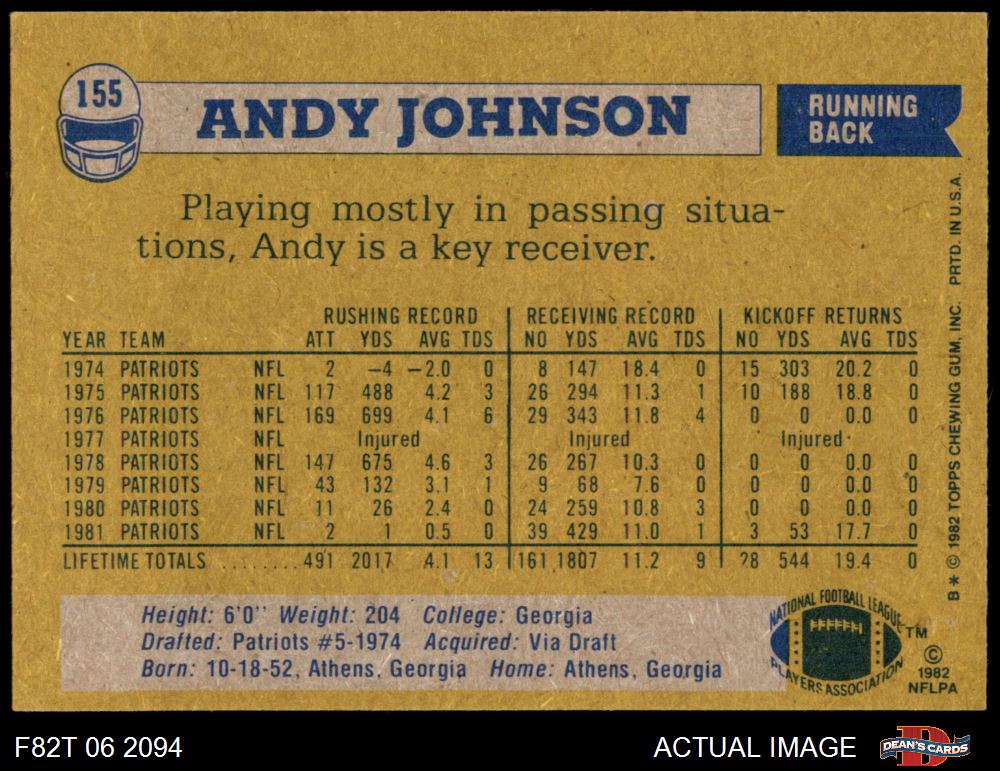 155
ANDY JOHNSON
RUNNING
BACK
Playing mostly in passing situa-
tions, Andy is a key receiver.
RUSHING RECORD RECEIVING RECORD KICKOFF RETURNS
YEAR TEAM ATT YDS AVG TDS NO YDS AVG TDS NO YDS AVG TDS
1974 PATRIOTS NFL 2 –4 –2.0 0 8 147 18.4 0 15 303 20.2 0
1975 PATRIOTS NFL 117 488 4.2 3 26 294 11.3 1 10 188 18.8 0
1976 PATRIOTS NFL 169 699 4.1 6 29 343 11.8 4 0 0 0.0 0
1977 PATRIOTS NFL Injured Injured Injured
1978 PATRIOTS NFL 147 675 4.6 3 26 267 10.3 0 0 0 0.0 0
1979 PATRIOTS NFL 43 132 3.1 1 9 68 7.6 0 0 0 0.0 0
1980 PATRIOTS NFL 11 26 2.4 0 24 259 10.8 3 0 0 0.0 0
1981 PATRIOTS NFL 2 1 0.5 0 39 429 11.0 1 3 53 17.7 0
LIFETIME TOTALS ........ 491 2017 4.1 13 161 1807 11.2 9 28 544 19.4 0
Height: 6'0" Weight: 204 College: Georgia
Drafted: Patriots #5-1974 Acquired: Via Draft
Born: 10-18-52, Athens, Georgia Home: Athens, Georgia
NATIONAL FOOTBALL LEAGUE
PLAYERS ASSOCIATION
TM
©
1982
NFLPA
B * © 1982 TOPPS CHEWING GUM, INC. PRTD. IN U.S.A.
F82T 06 2094
ACTUAL IMAGE
DEAN'S CARDS